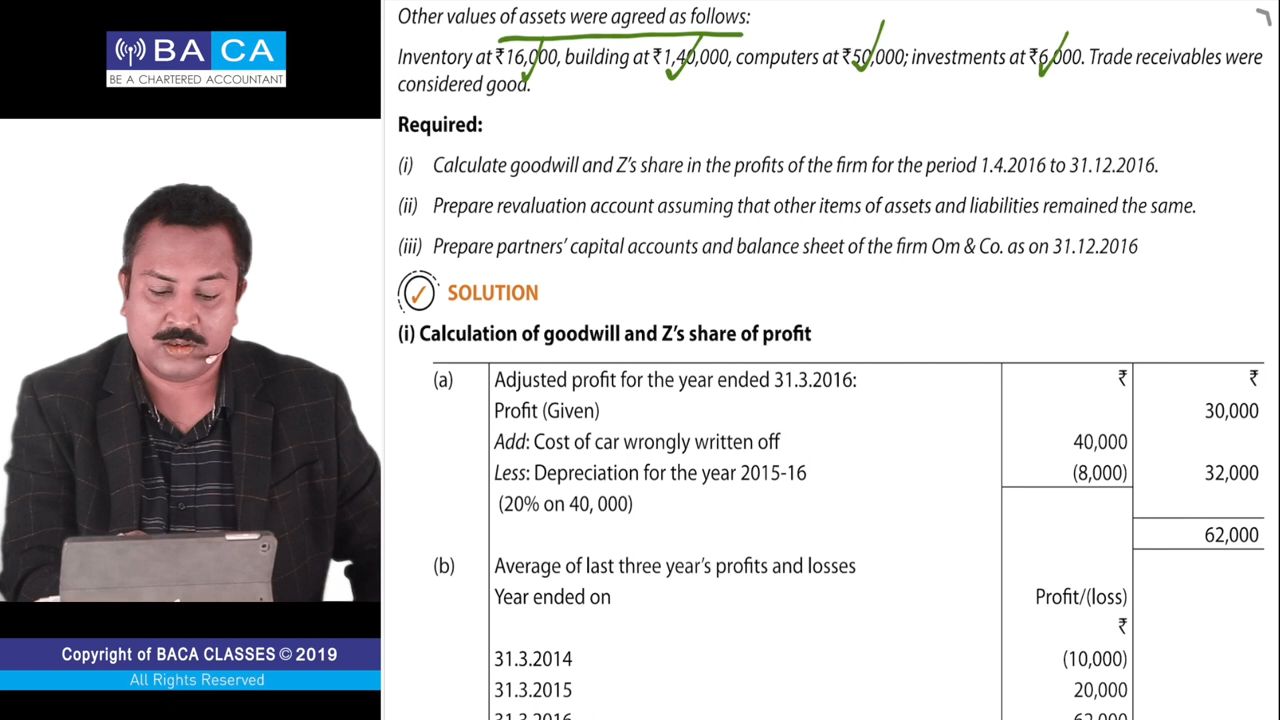 BACA
BE A CHARTERED ACCOUNTANT
Other values of assets were agreed as follows:
Inventory at ₹16,000, building at ₹1,40,000, computers at ₹50,000; investments at ₹6,000. Trade receivables were
considered good.
Required:
(i) Calculate goodwill and Z's share in the profits of the firm for the period 1.4.2016 to 31.12.2016.
(ii) Prepare revaluation account assuming that other items of assets and liabilities remained the same.
(iii) Prepare partners' capital accounts and balance sheet of the firm Om & Co. as on 31.12.2016
SOLUTION
(i) Calculation of goodwill and Z's share of profit
(a) Adjusted profit for the year ended 31.3.2016: ₹ ₹
Profit (Given) 30,000
Add: Cost of car wrongly written off 40,000
Less: Depreciation for the year 2015-16 (8,000) 32,000
(20% on 40, 000)
62,000
(b) Average of last three year's profits and losses
Year ended on Profit/(loss)
₹
31.3.2014 (10,000)
31.3.2015 20,000
31.3.2016 62,000
Copyright of BACA CLASSES © 2019
All Rights Reserved